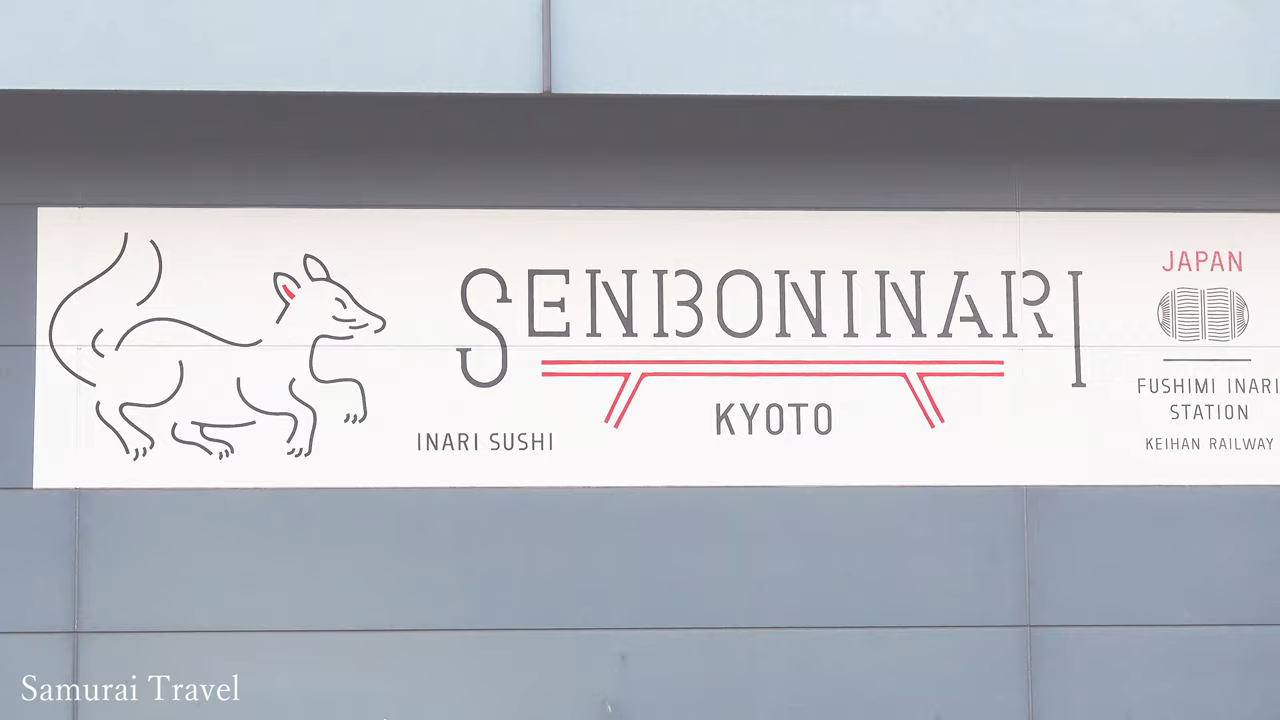 SENBONINARI
KYOTO
INARI SUSHI
JAPAN
FUSHIMI INARI
STATION
KEIHAN RAILWAY
Samurai Travel